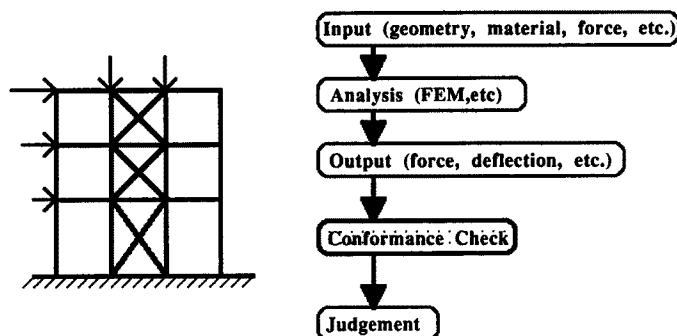 Input (geometry, material, force, etc.)
Analysis (FEM,etc)
Output (force, deflection, etc.)
Conformance Check
Judgement